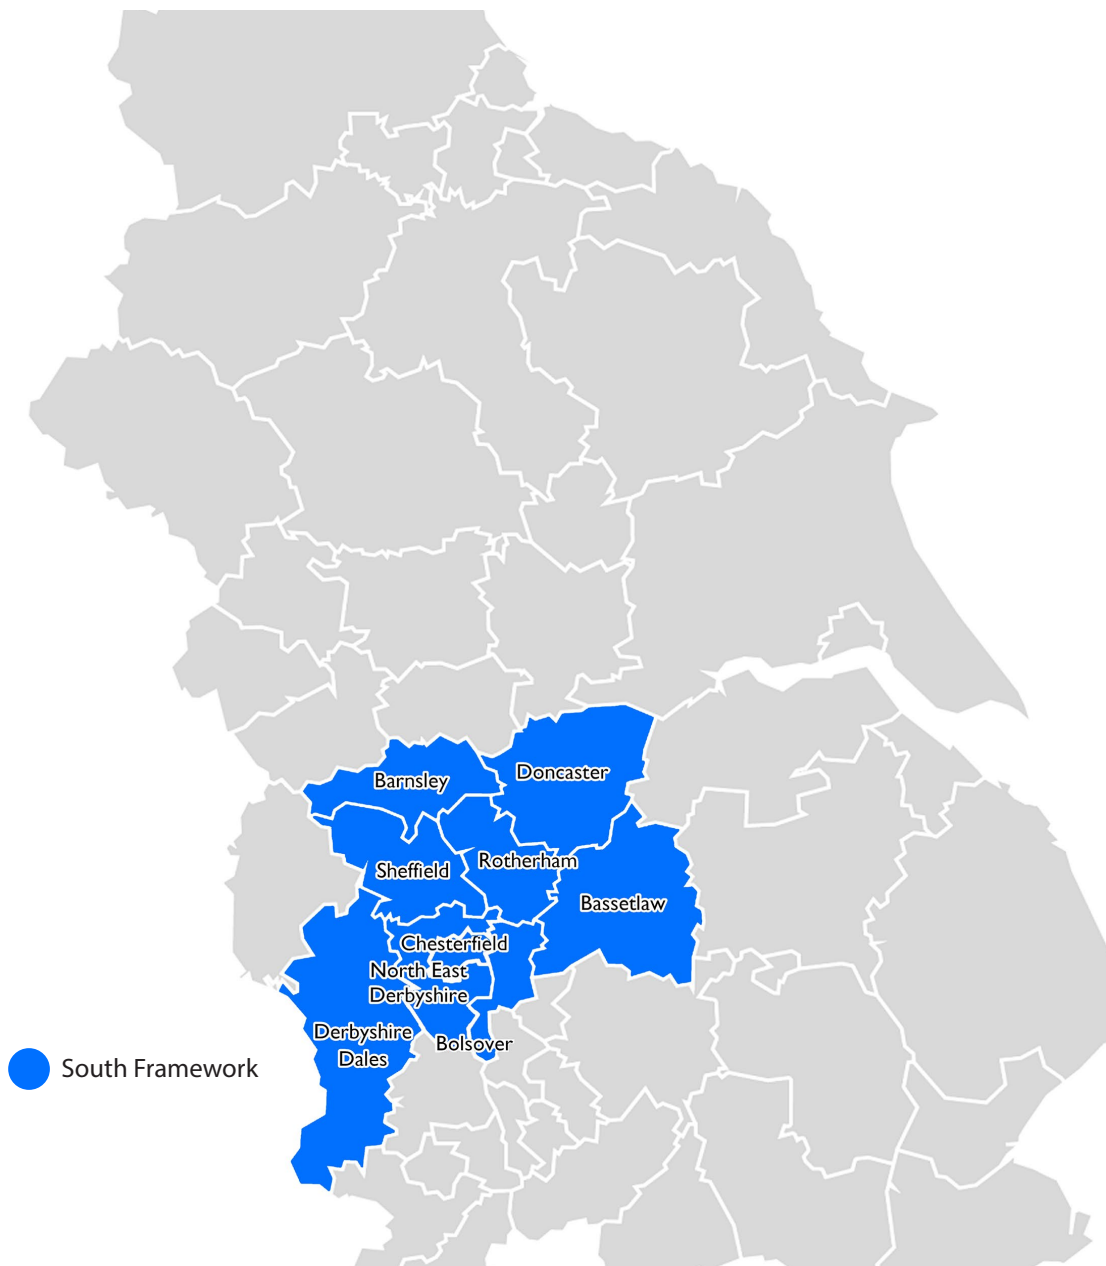 Doncaster
Barnsley
Rotherham
Sheffield
Bassetlaw
Chesterfield
North East
Derbyshire
Derbyshire
Dales
Bolsover
South Framework